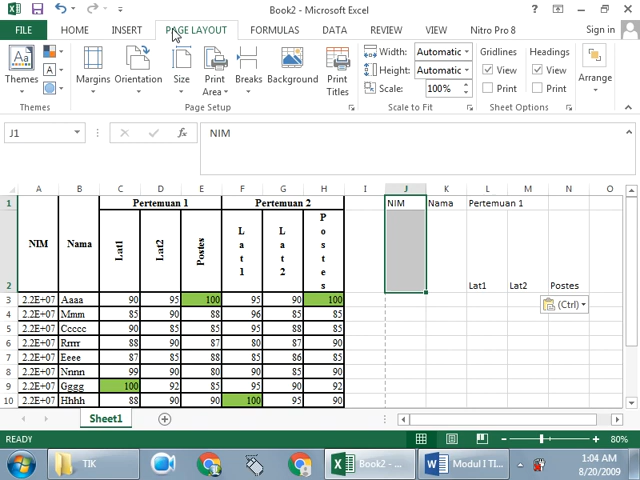 Book2 - Microsoft Excel
FILE HOME INSERT PAGE LAYOUT FORMULAS DATA REVIEW VIEW Nitro Pro 8 Sign in
Themes Margins Orientation Size Print Area Breaks Background Print Titles Arrange
Width: Automatic
Height: Automatic
Scale: 100%
Gridlines Headings
View View
Print Print
Themes Page Setup Scale to Fit Sheet Options
J1 fx NIM
A B C D E F G H I J K L M N O
1 Pertemuan 1 Pertemuan 2 NIM Nama Pertemuan 1
2 NIM Nama Lat1 Lat2 Postes Lat1 Lat2 Postes Lat1 Lat2 Postes
(Ctrl)
3 2.2E+07 Aaaa 90 95 100 95 90 100
4 2.2E+07 Mmm 85 90 88 96 85 85
5 2.2E+07 Cccc 90 85 85 95 88 85
6 2.2E+07 Rrrr 88 90 87 80 87 90
7 2.2E+07 Eeee 87 85 88 85 86 85
8 2.2E+07 Nnnn 99 90 80 90 85 90
9 2.2E+07 Gggg 100 92 85 95 90 92
10 2.2E+07 Hhhh 88 90 90 100 95 90
Sheet1
READY 80%
TIK Book2 - ... Modul I TI... 1:04 AM
8/20/2009